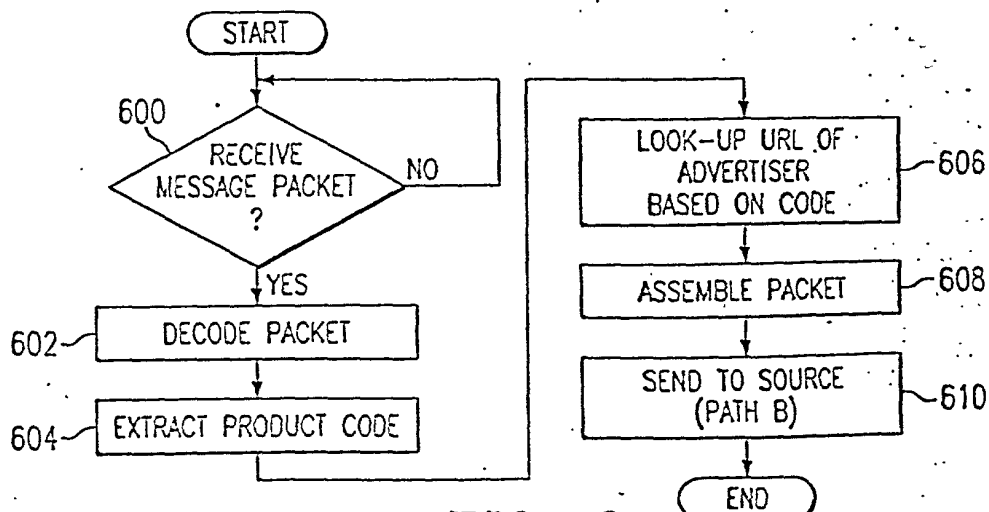 START
600
RECEIVE
MESSAGE PACKET
?
NO
YES
602
DECODE PACKET
604
EXTRACT PRODUCT CODE
LOOK-UP URL OF
ADVERTISER
BASED ON CODE
606
ASSEMBLE PACKET
608
SEND TO SOURCE
(PATH B)
610
END